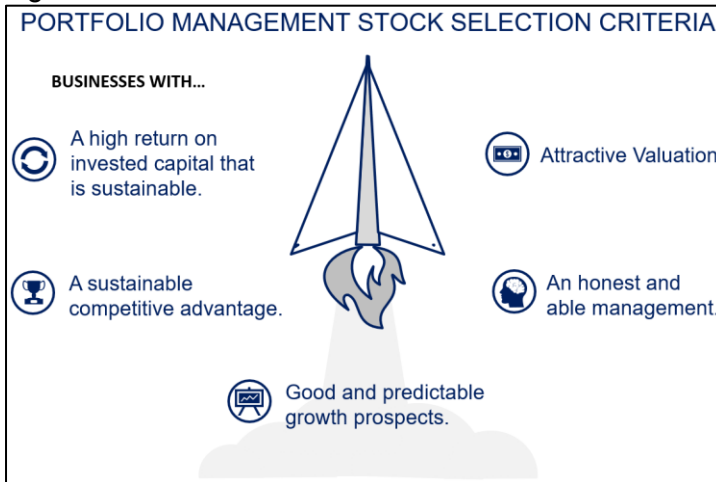 PORTFOLIO MANAGEMENT STOCK SELECTION CRITERIA
BUSINESSES WITH...
A high return on
invested capital that
is sustainable.
Attractive Valuation
A sustainable
competitive advantage.
An honest and
able management.
Good and predictable
growth prospects.